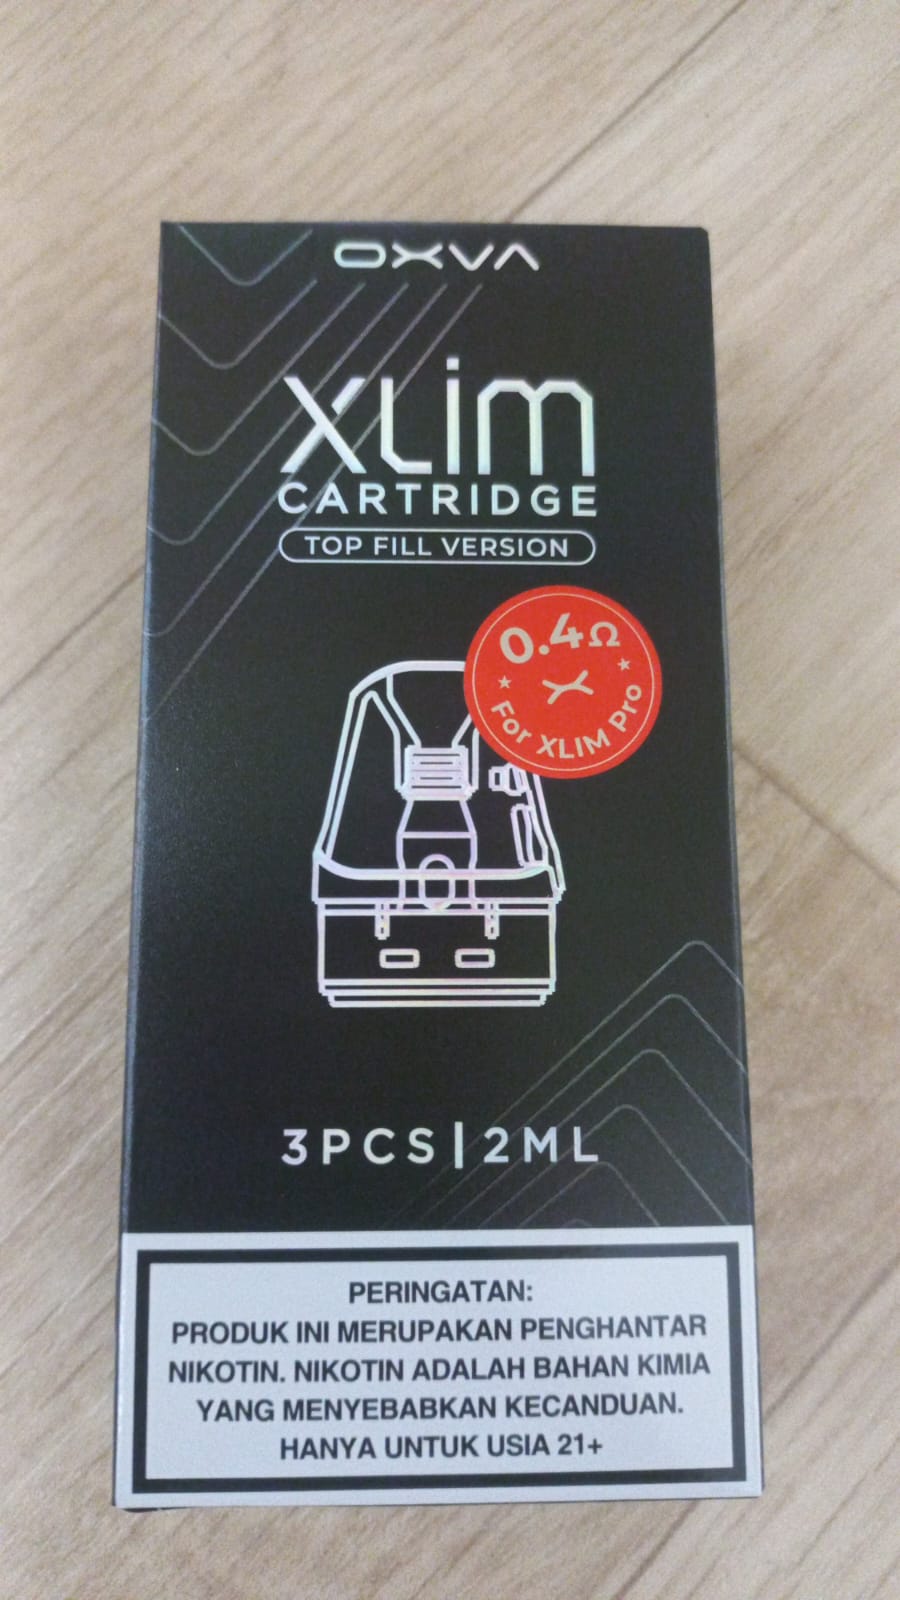 OXVA
XLim
CARTRIDGE
TOP FILL VERSION
0.4Ω
For XLIM Pro
3PCS | 2ML
PERINGATAN:
PRODUK INI MERUPAKAN PENGHANTAR
NIKOTIN. NIKOTIN ADALAH BAHAN KIMIA
YANG MENYEBABKAN KECANDUAN.
HANYA UNTUK USIA 21+